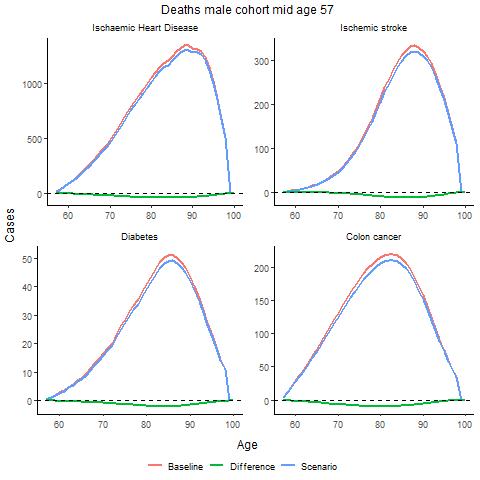 Deaths male cohort mid age 57
Ischaemic Heart Disease
Ischemic stroke
1000
500
0
60 70 80 90 100
300
200
100
0
60 70 80 90 100
Cases
Diabetes
Colon cancer
50
40
30
20
10
0
60 70 80 90 100
200
150
100
50
0
60 70 80 90 100
Age
Baseline Difference Scenario